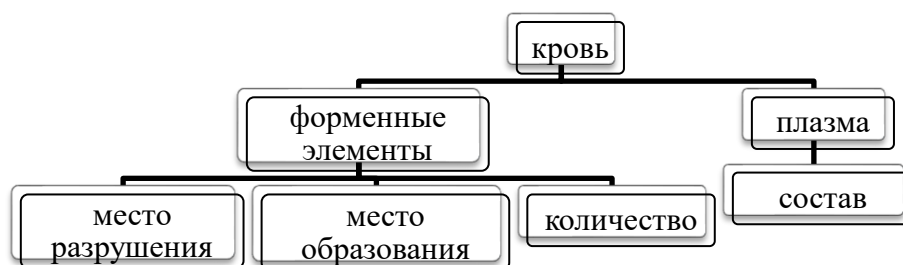 кровь
форменные
элементы
плазма
место
разрушения
место
образования
количество
состав